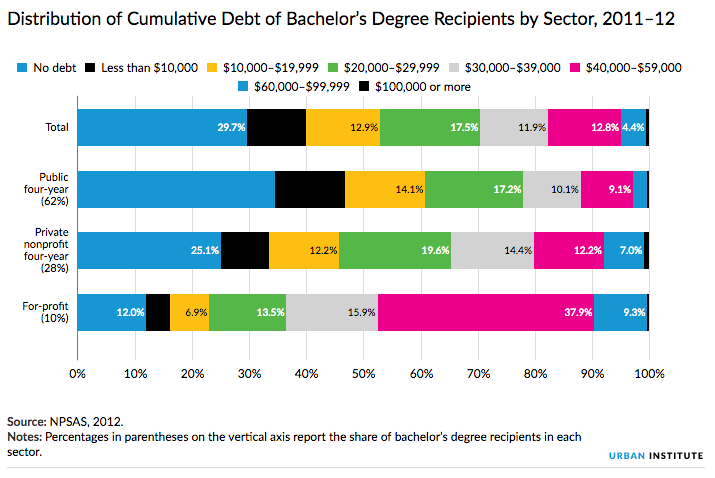 Distribution of Cumulative Debt of Bachelor’s Degree Recipients by Sector, 2011–12
No debt Less than $10,000 $10,000–$19,999 $20,000–$29,999 $30,000–$39,000 $40,000–$59,000
$60,000–$99,999 $100,000 or more
Total 29.7% 12.9% 17.5% 11.9% 12.8% 4.4%
Public
four-year 14.1% 17.2% 10.1% 9.1%
(62%)
Private
nonprofit 25.1% 12.2% 19.6% 14.4% 12.2% 7.0%
four-year
(28%)
For-profit 12.0% 6.9% 13.5% 15.9% 37.9% 9.3%
(10%)
0% 10% 20% 30% 40% 50% 60% 70% 80% 90% 100%
Source: NPSAS, 2012.
Notes: Percentages in parentheses on the vertical axis report the share of bachelor’s degree recipients in each
sector.
URBAN INSTITUTE